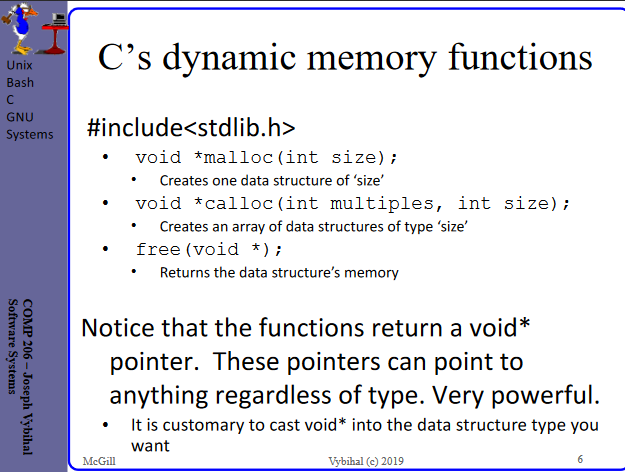 Unix
Bash
C
GNU
Systems
COMP 206 – Joseph Vybihal
Software Systems
C’s dynamic memory functions
#include<stdlib.h>
• void *malloc(int size);
• Creates one data structure of ‘size’
• void *calloc(int multiples, int size);
• Creates an array of data structures of type ‘size’
• free(void *);
• Returns the data structure’s memory
Notice that the functions return a void*
pointer. These pointers can point to
anything regardless of type. Very powerful.
• It is customary to cast void* into the data structure type you
want
McGill
Vybihal (c) 2019
6